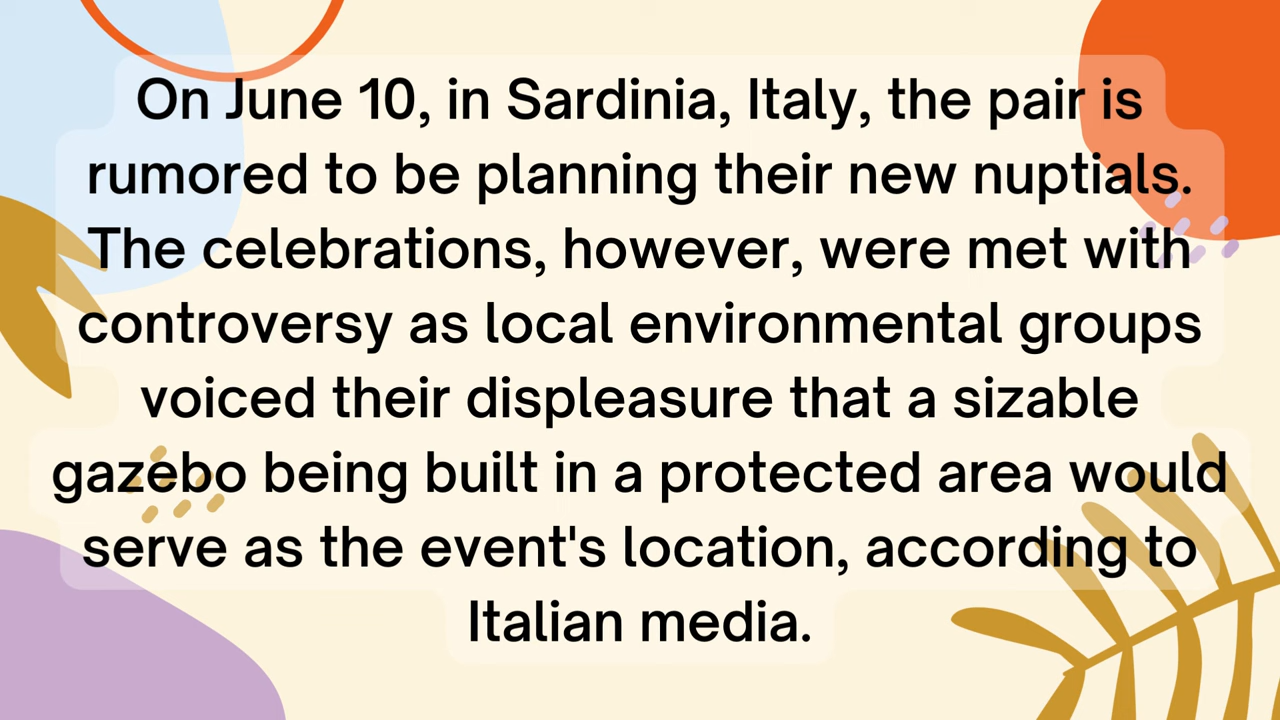 On June 10, in Sardinia, Italy, the pair is
rumored to be planning their new nuptials.
The celebrations, however, were met with
controversy as local environmental groups
voiced their displeasure that a sizable
gazebo being built in a protected area would
serve as the event's location, according to
Italian media.